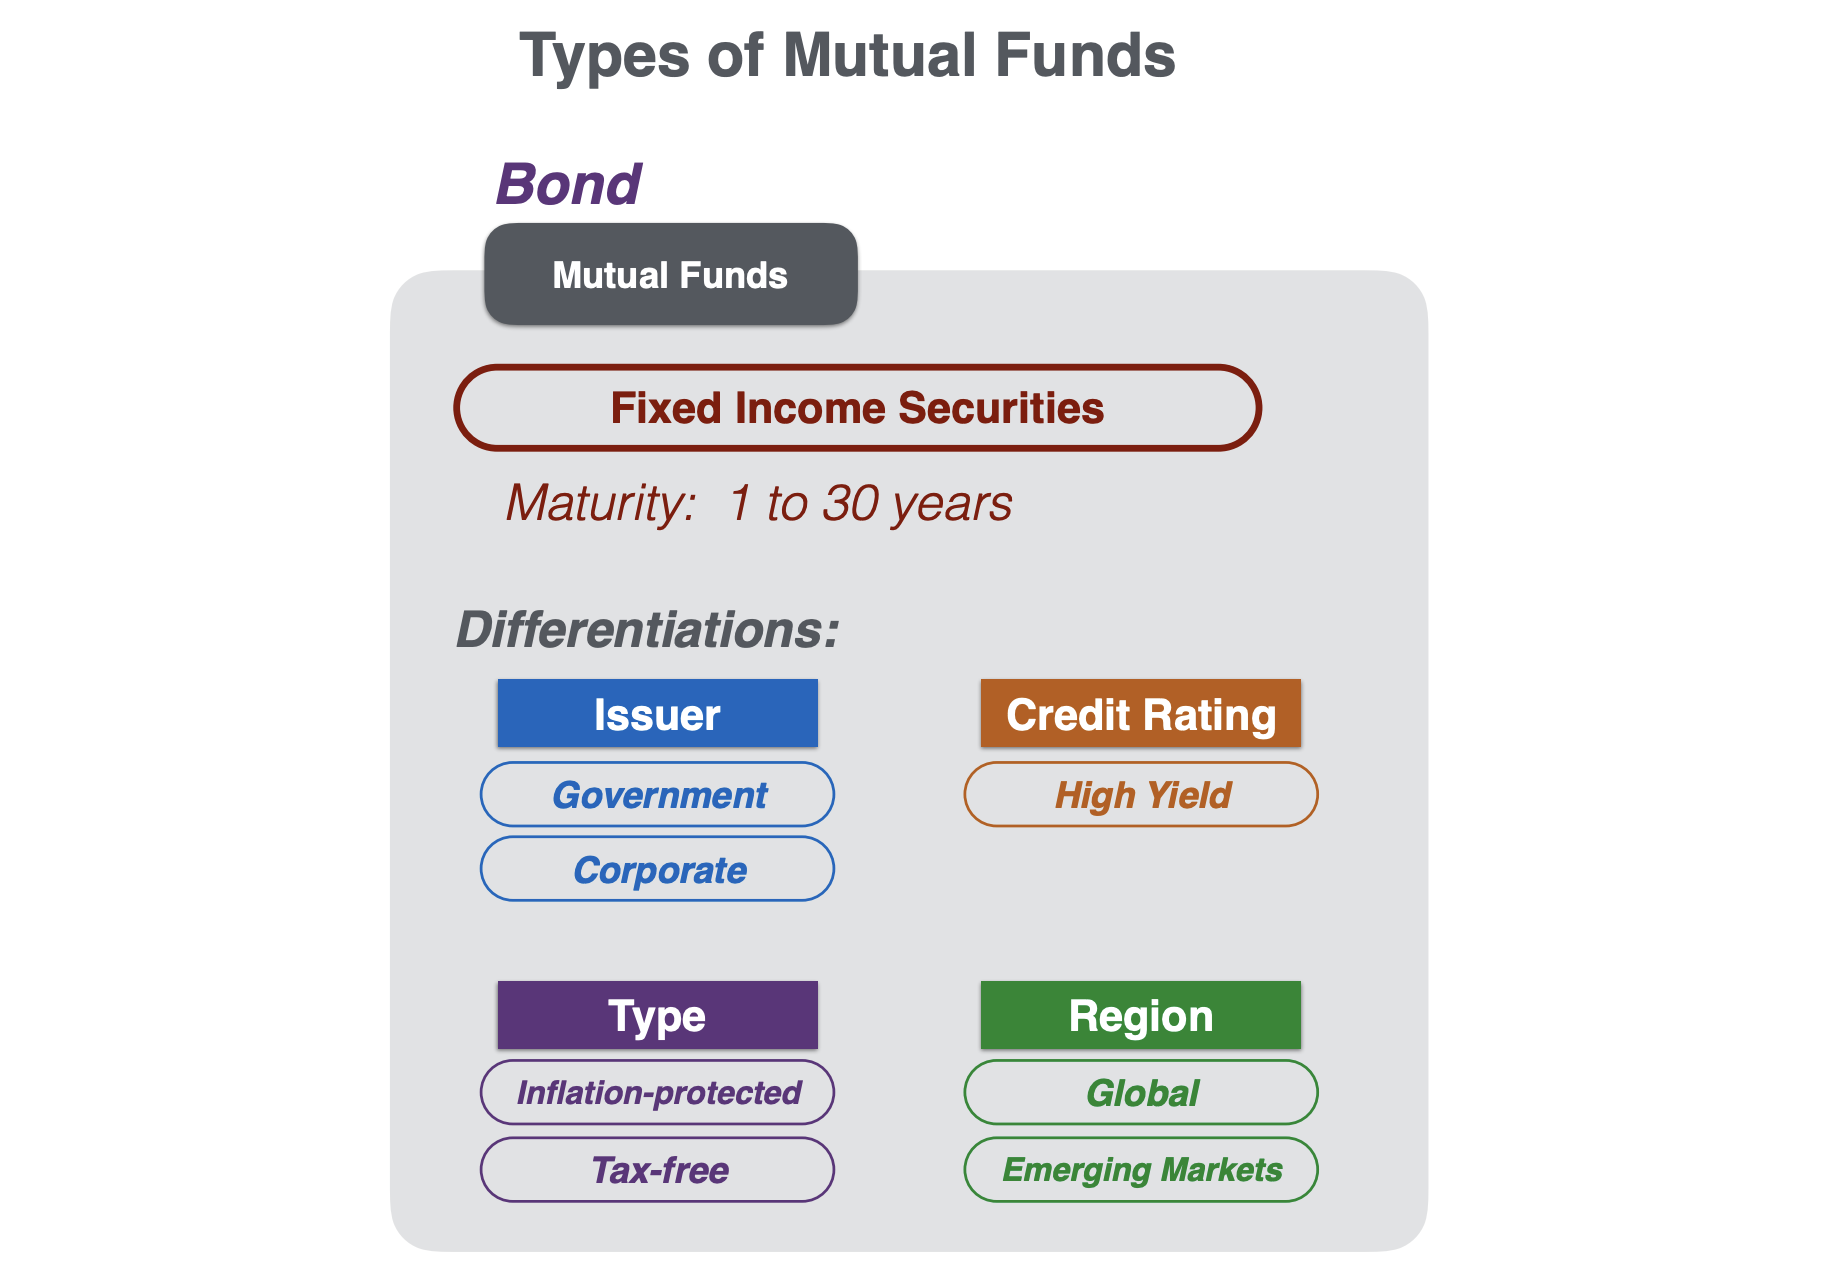 Types of Mutual Funds
Bond
Mutual Funds
Fixed Income Securities
Maturity: 1 to 30 years
Differentiations:
Issuer
Government
Corporate
Credit Rating
High Yield
Type
Inflation-protected
Tax-free
Region
Global
Emerging Markets